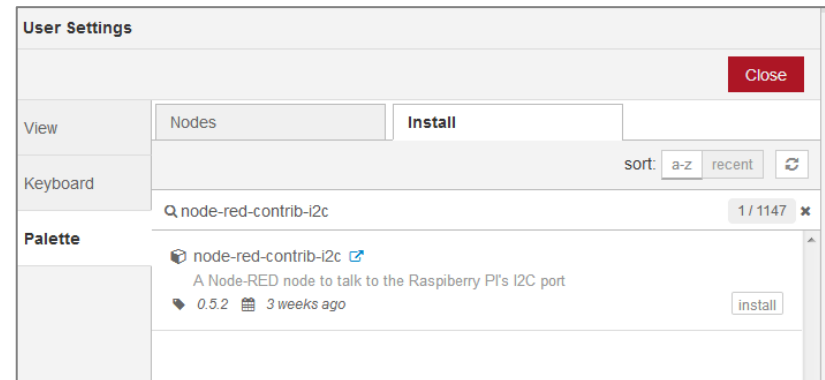 User Settings
Close
View
Nodes
Install
sort: a-z recent
Keyboard
node-red-contrib-i2c
1 / 1147
Palette
node-red-contrib-i2c
A Node-RED node to talk to the Raspiberry PI's I2C port
0.5.2 3 weeks ago
install